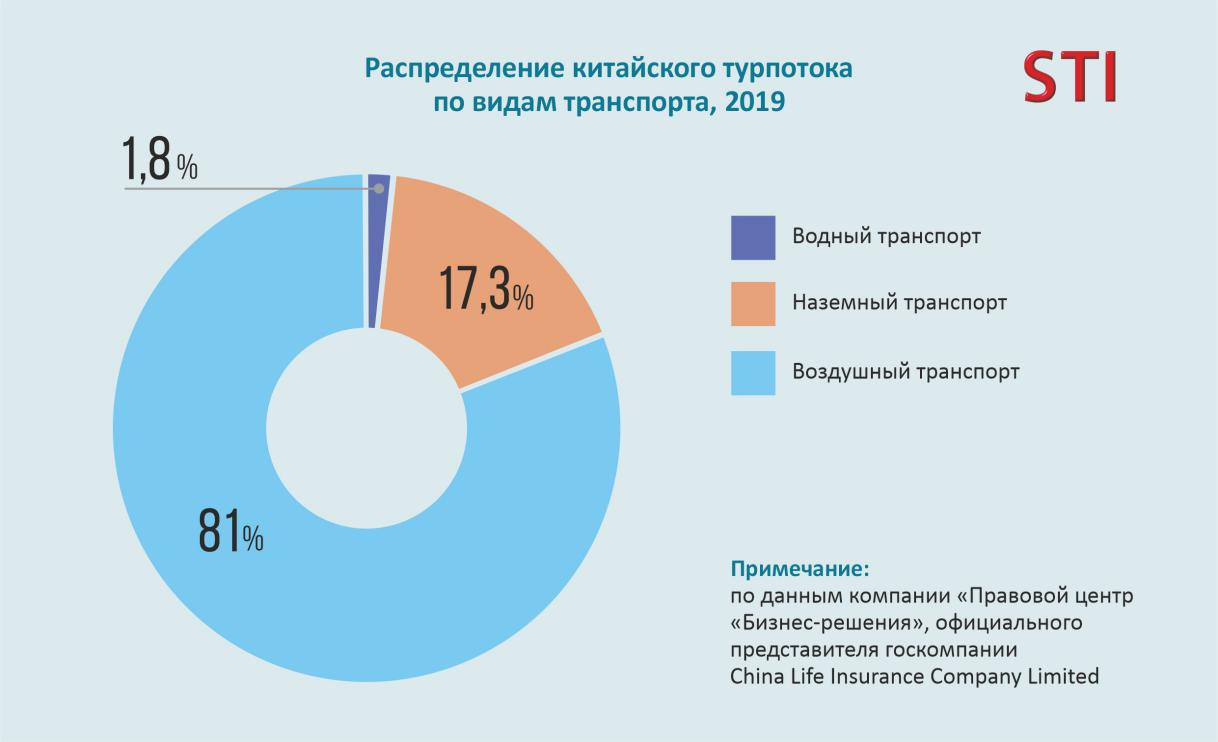 Распределение китайского турпотока
по видам транспорта, 2019
STI
1,8 %
17,3%
81%
Водный транспорт
Наземный транспорт
Воздушный транспорт
Примечание:
по данным компании «Правовой центр
«Бизнес-решения», официального
представителя госкомпании
China Life Insurance Company Limited